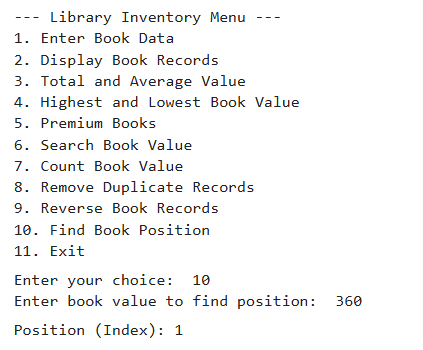 --- Library Inventory Menu ---
1. Enter Book Data
2. Display Book Records
3. Total and Average Value
4. Highest and Lowest Book Value
5. Premium Books
6. Search Book Value
7. Count Book Value
8. Remove Duplicate Records
9. Reverse Book Records
10. Find Book Position
11. Exit
Enter your choice:  10
Enter book value to find position:  360
Position (Index): 1